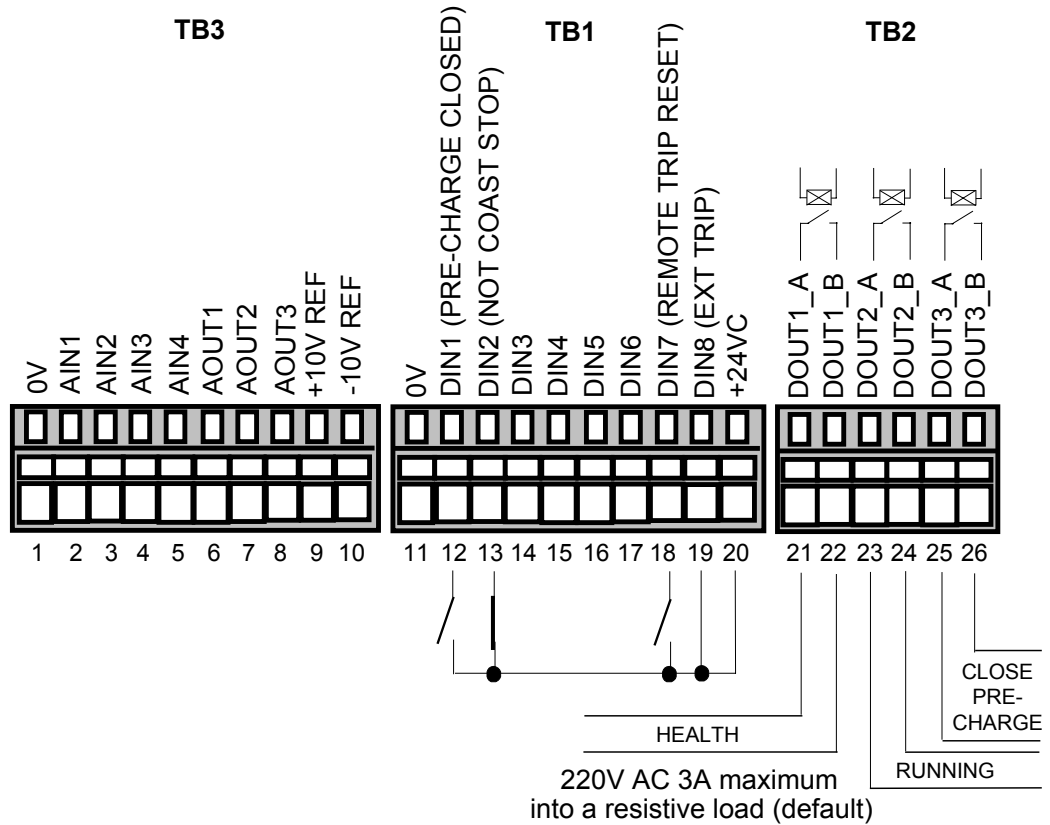 TB3
TB1
TB2
0V
AIN1
AIN2
AIN3
AIN4
AOUT1
AOUT2
AOUT3
+10V REF
-10V REF
0V
DIN1 (PRE-CHARGE CLOSED)
DIN2 (NOT COAST STOP)
DIN3
DIN4
DIN5
DIN6
DIN7 (REMOTE TRIP RESET)
DIN8 (EXT TRIP)
+24VC
DOUT1_A
DOUT1_B
DOUT2_A
DOUT2_B
DOUT3_A
DOUT3_B
1 2 3 4 5 6 7 8 9 10
11 12 13 14 15 16 17 18 19 20
21 22 23 24 25 26
CLOSE
PRE-
CHARGE
HEALTH
RUNNING
220V AC 3A maximum
into a resistive load (default)